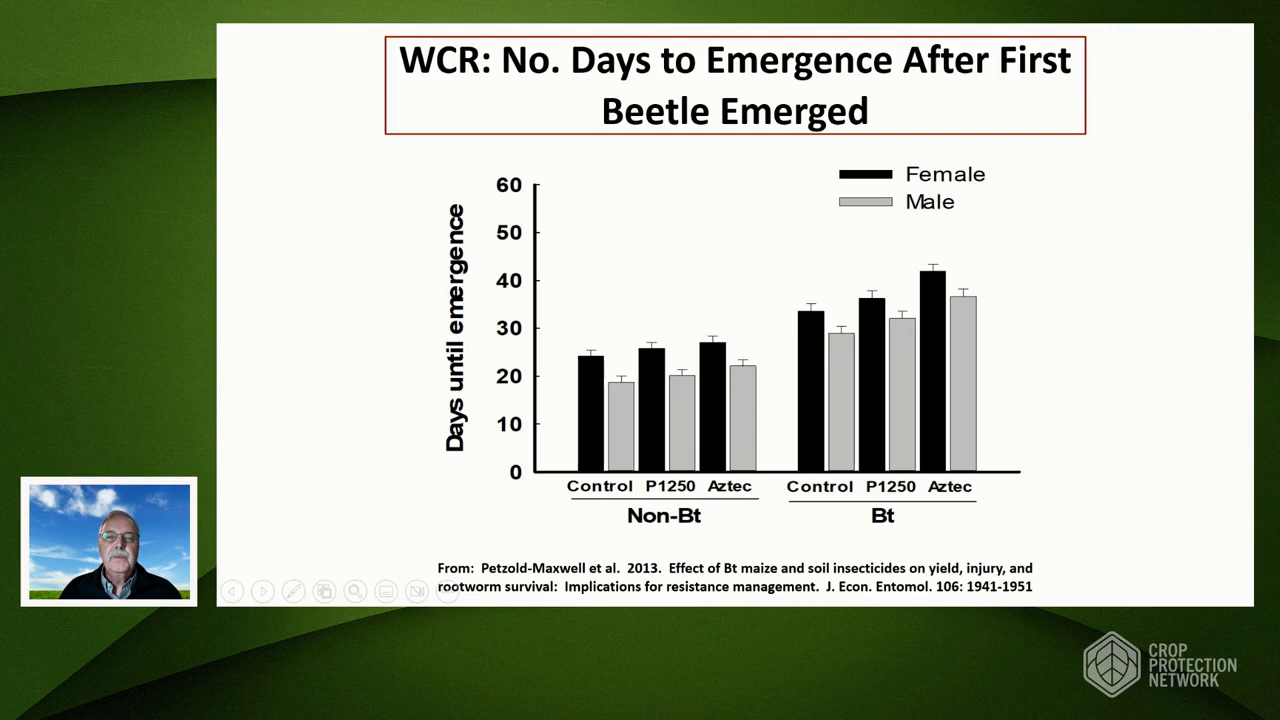 WCR: No. Days to Emergence After First
Beetle Emerged
Female
Male
Days until emergence
60
50
40
30
20
10
0
Control P1250 Aztec
Non-Bt
Control P1250 Aztec
Bt
From: Petzold-Maxwell et al. 2013. Effect of Bt maize and soil insecticides on yield, injury, and
rootworm survival: Implications for resistance management. J. Econ. Entomol. 106: 1941-1951
CROP
PROTECTION
NETWORK